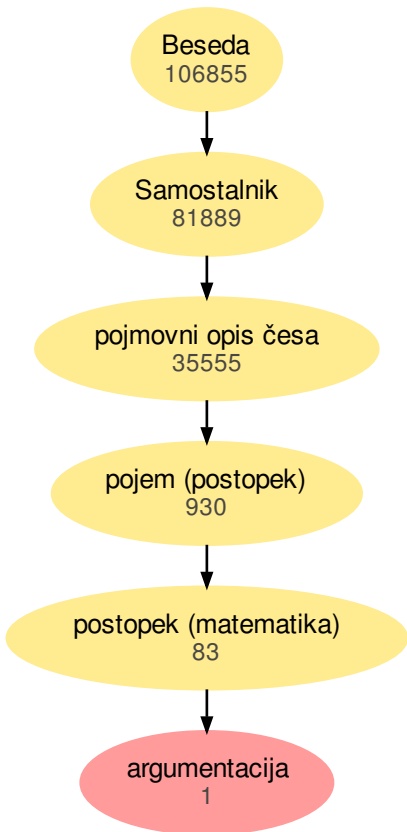 Beseda
106855
Samostalnik
81889
pojmovni opis česa
35555
pojem (postopek)
930
postopek (matematika)
83
argumentacija
1